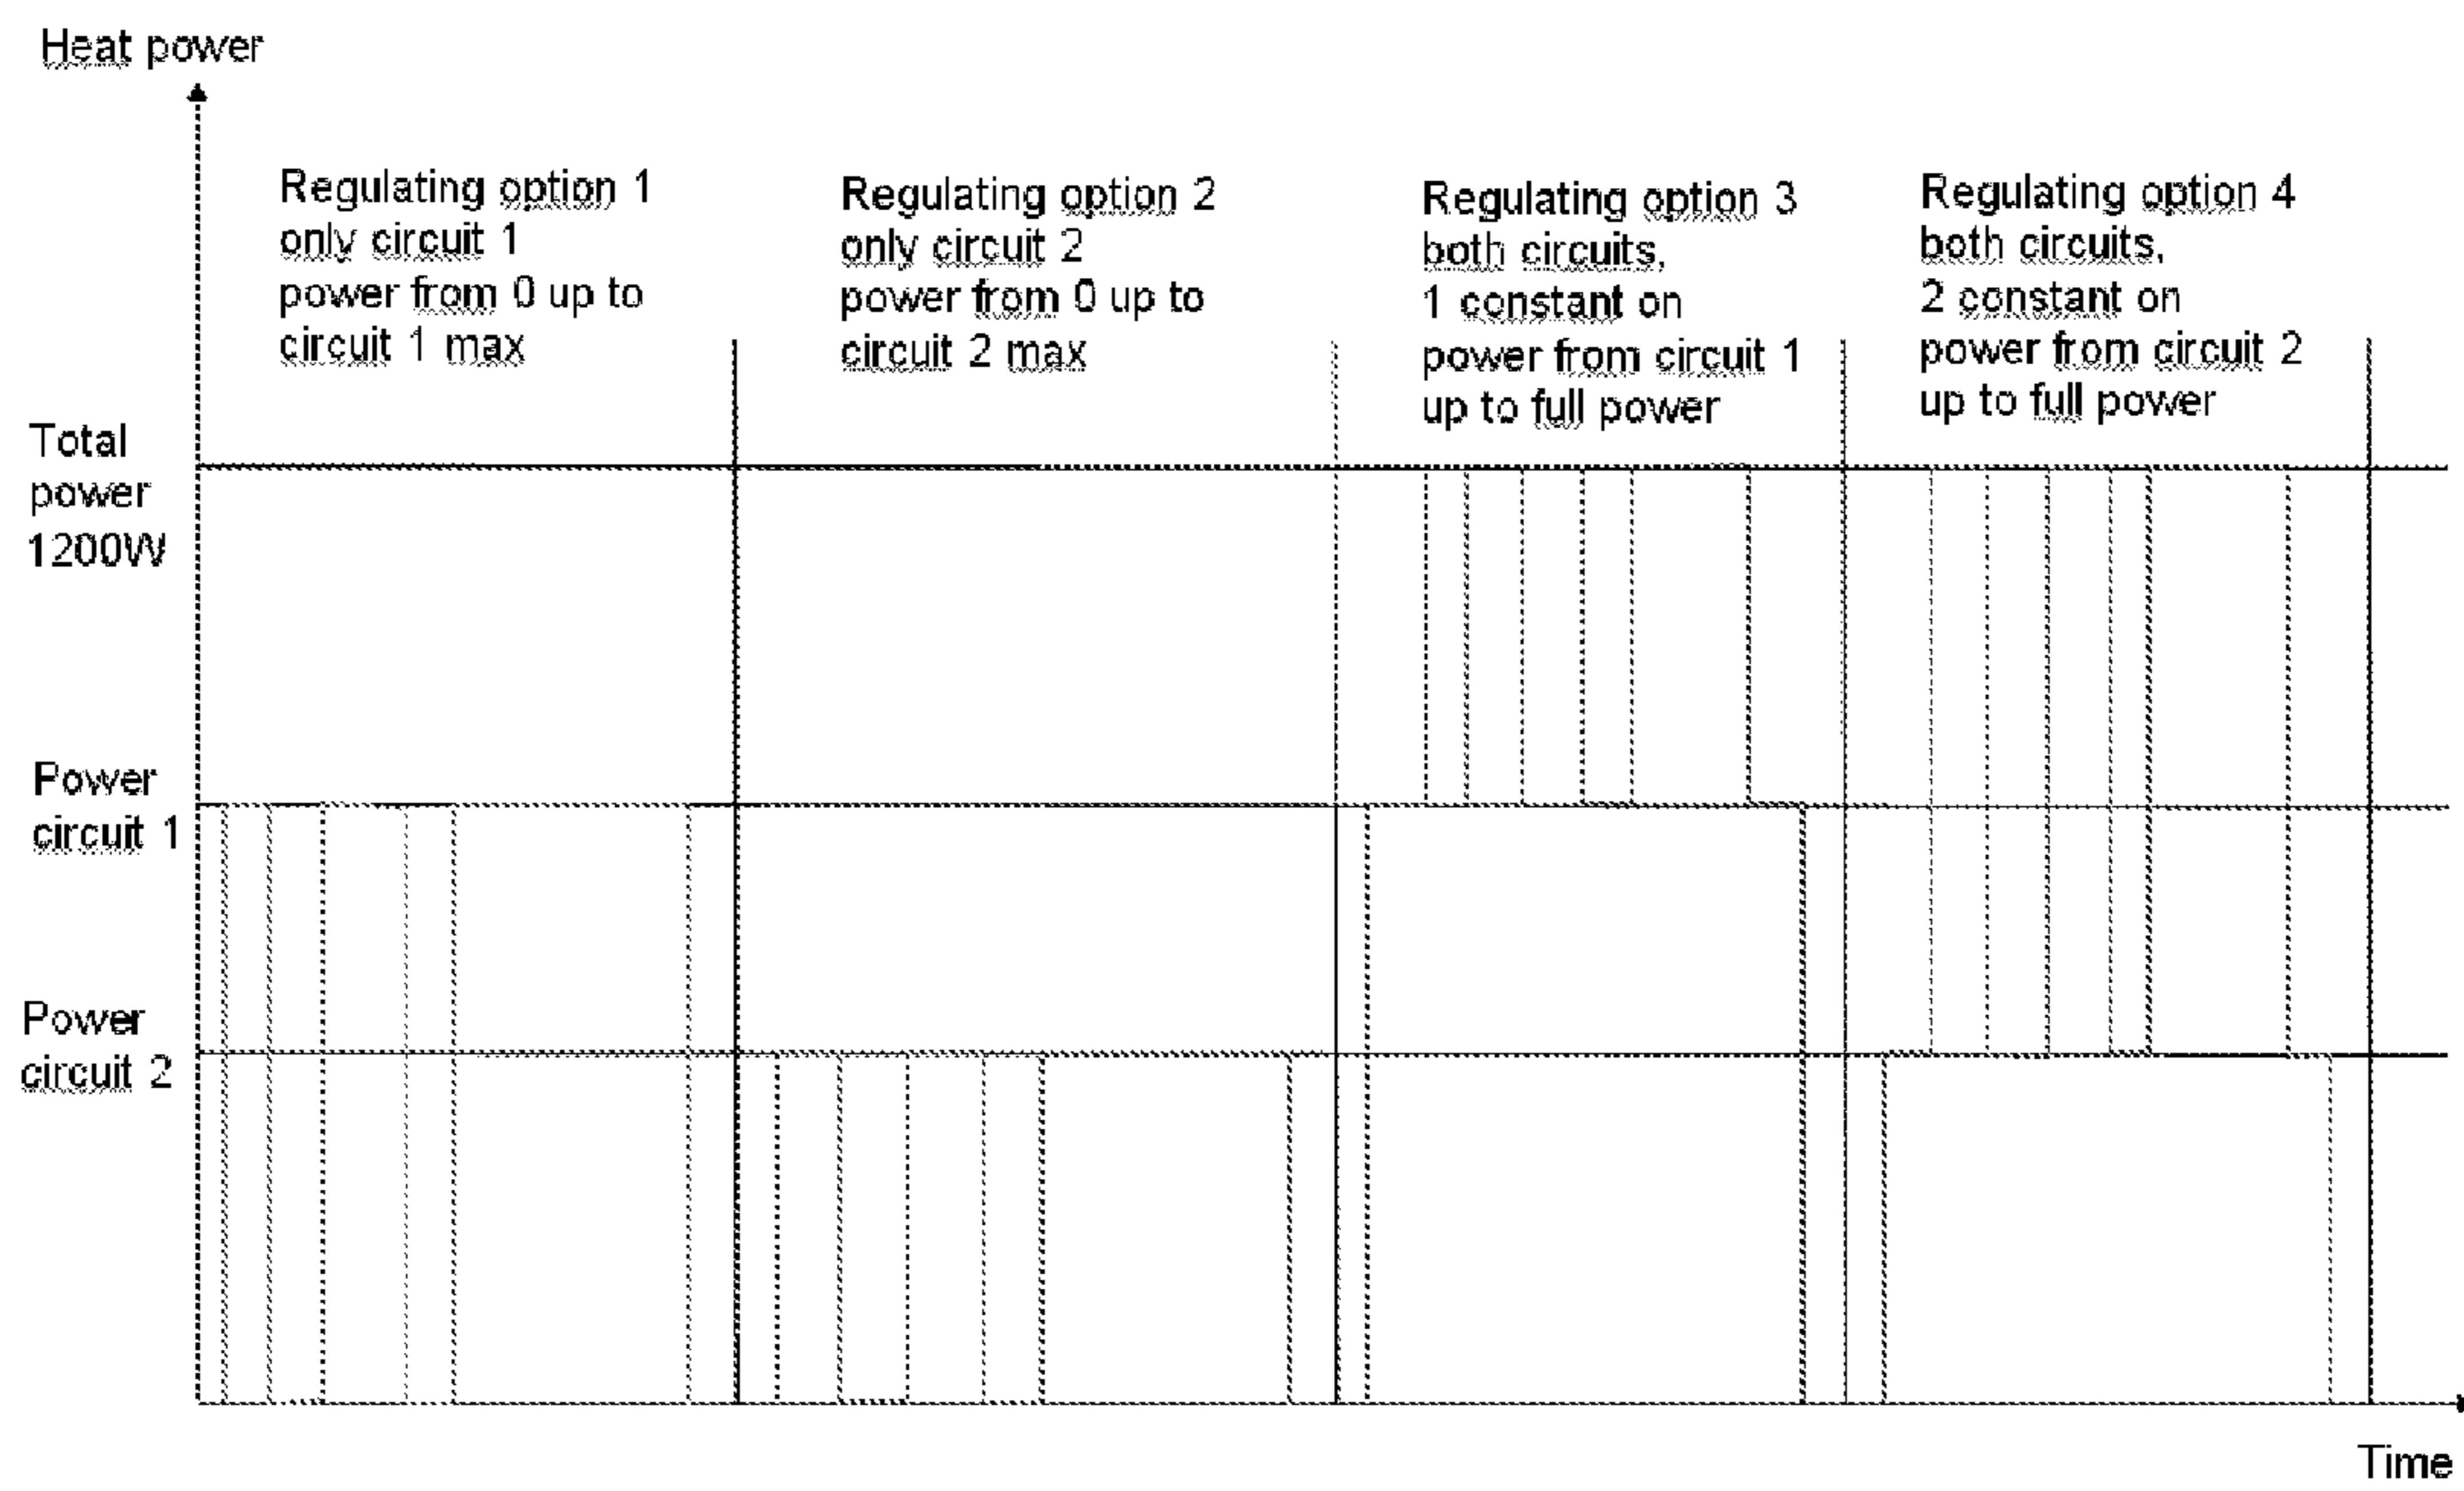 Heat power
Regulating option 1
only circuit 1
power from 0 up to
circuit 1 max
Regulating option 2
only circuit 2
power from 0 up to
circuit 2 max
Regulating option 3
both circuits,
1 constant on
power from circuit 1
up to full power
Regulating option 4
both circuits,
2 constant on
power from circuit 2
up to full power
Total
power
1200W
Power
circuit 1
Power
circuit 2
Time